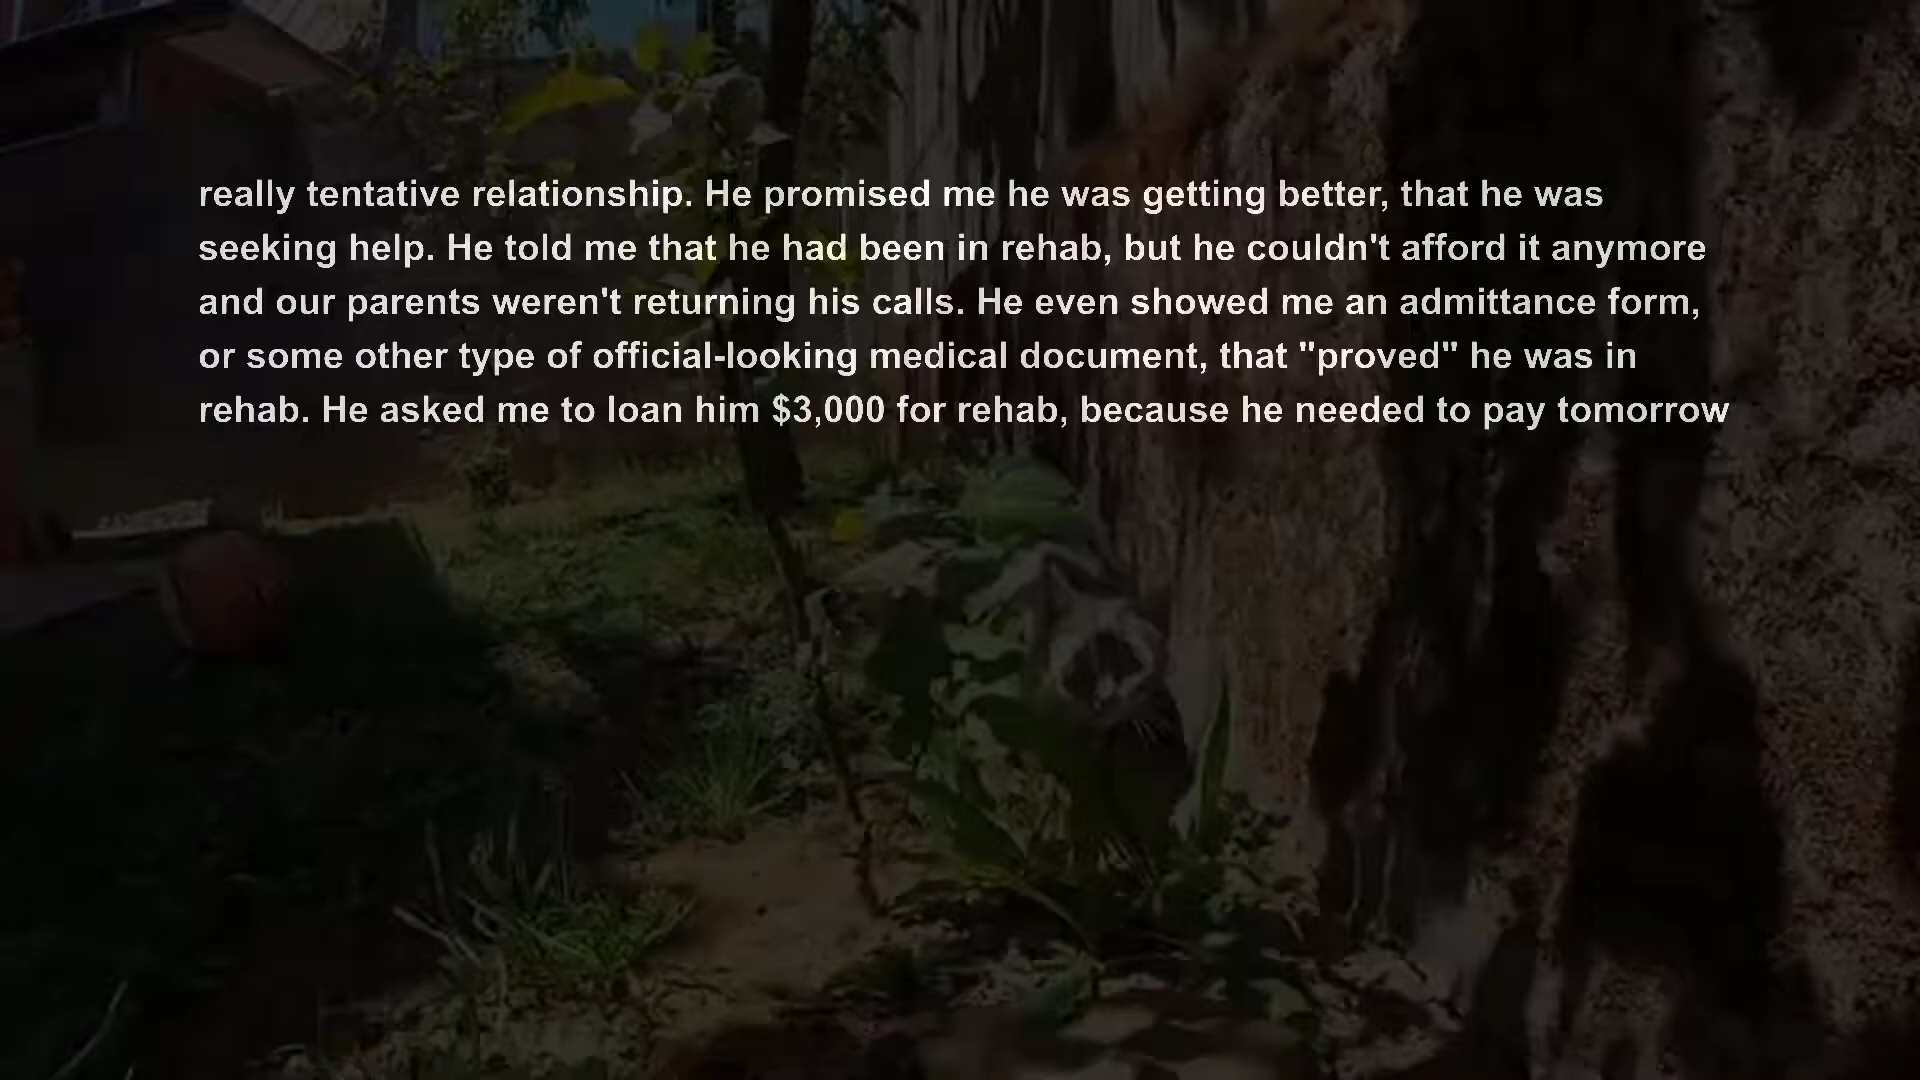 really tentative relationship. He promised me he was getting better, that he was
seeking help. He told me that he had been in rehab, but he couldn't afford it anymore
and our parents weren't returning his calls. He even showed me an admittance form,
or some other type of official-looking medical document, that "proved" he was in
rehab. He asked me to loan him $3,000 for rehab, because he needed to pay tomorrow